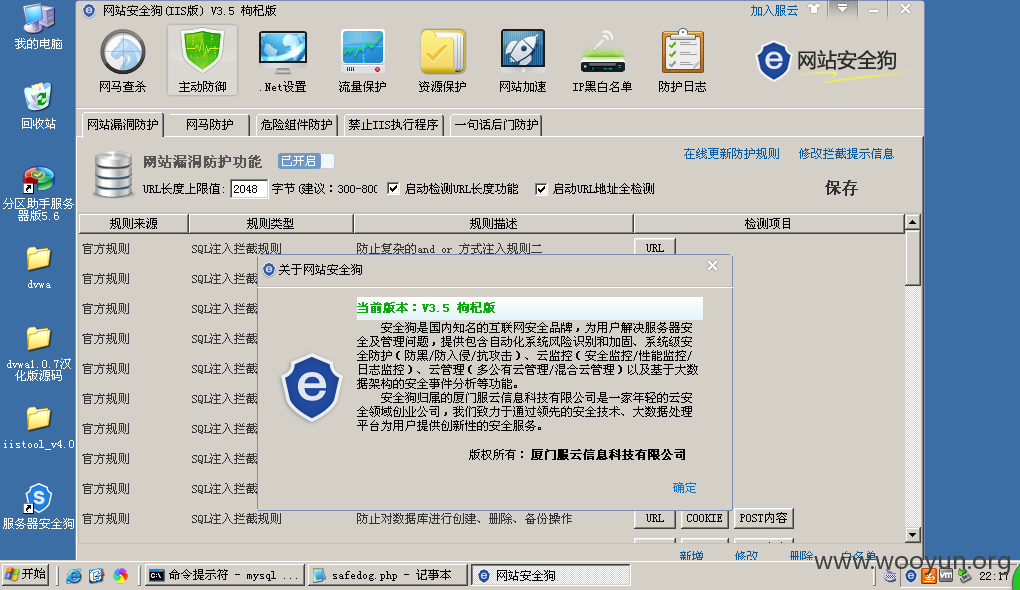 我的电脑
回收站
分区助手服务
器版5.6
dvwa
dvwa1.0.7汉
化版源码
iistool_v4.0
服务器安全狗
网站安全狗(IIS版) V3.5 枸杞版
加入服云
网马查杀
主动防御
.Net设置
流量保护
资源保护
网站加速
IP黑白名单
防护日志
网站安全狗
网站漏洞防护
网马防护
危险组件防护
禁止IIS执行程序
一句话后门防护
网站漏洞防护功能
已开启
在线更新防护规则
修改拦截提示信息
URL长度上限值:
2048
字节(建议：300-800
启动检测URL长度功能
启动URL地址全检测
保存
规则来源
规则类型
规则描述
检测项目
官方规则
SQL注入拦截规则
防止复杂的and or 方式注入规则二
URL
官方规则
SQL注入拦截
官方规则
SQL注入拦截
官方规则
SQL注入拦截
官方规则
SQL注入拦截
官方规则
SQL注入拦截
官方规则
SQL注入拦截
官方规则
SQL注入拦截
官方规则
SQL注入拦截
官方规则
SQL注入拦截规则
防止对数据库进行创建、删除、备份操作
URL
COOKIE
POST内容
新增
修改
删除
白名单
关于网站安全狗
当前版本：V3.5 枸杞版
安全狗是国内知名的互联网安全品牌，为用户解决服务器安
全及管理问题，提供包含自动化系统风险识别和加固、系统级安
全防护（防黑/防入侵/抗攻击）、云监控（安全监控/性能监控/
日志监控）、云管理（多公有云管理/混合云管理）以及基于大数
据架构的安全事件分析等功能。
安全狗归属的厦门服云信息科技有限公司是一家年轻的云安
全领域创业公司，我们致力于通过领先的安全技术、大数据处理
平台为用户提供创新性的安全服务。
版权所有：厦门服云信息科技有限公司
确定
www.wooyun.org
开始
命令提示符 - mysql ...
safedog.php - 记事本
网站安全狗